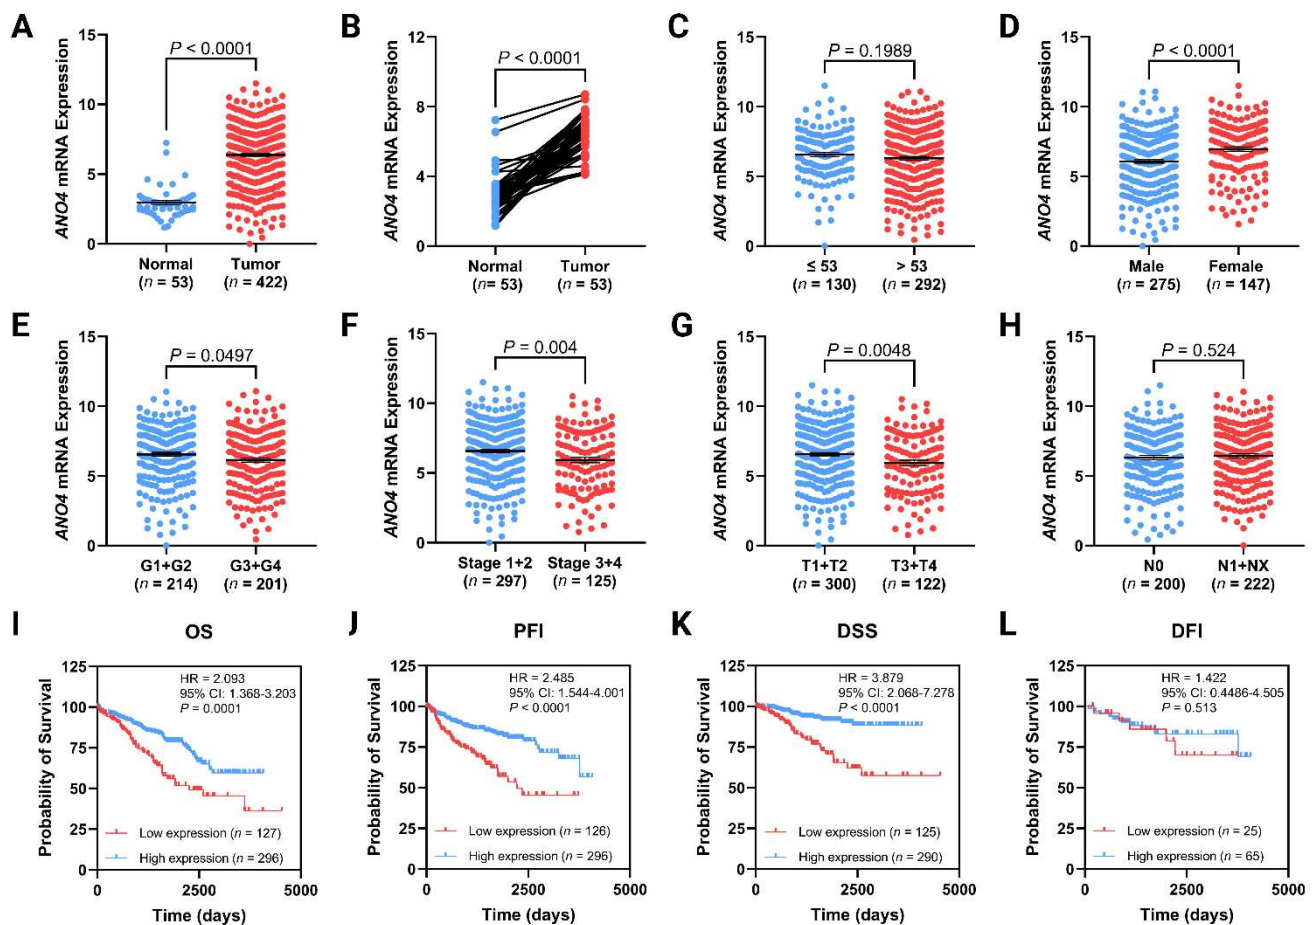 A
ANO4 mRNA Expression
15
10
5
0
P < 0.0001
Normal
(n = 53)
Tumor
(n = 422)
B
ANO4 mRNA Expression
12
8
4
0
P < 0.0001
Normal
(n = 53)
Tumor
(n = 53)
C
ANO4 mRNA Expression
15
10
5
0
P = 0.1989
≤ 53
(n = 130)
> 53
(n = 292)
D
ANO4 mRNA Expression
15
10
5
0
P < 0.0001
Male
(n = 275)
Female
(n = 147)
E
ANO4 mRNA Expression
15
10
5
0
P = 0.0497
G1+G2
(n = 214)
G3+G4
(n = 201)
F
ANO4 mRNA Expression
15
10
5
0
P = 0.004
Stage 1+2
(n = 297)
Stage 3+4
(n = 125)
G
ANO4 mRNA Expression
15
10
5
0
P = 0.0048
T1+T2
(n = 300)
T3+T4
(n = 122)
H
ANO4 mRNA Expression
15
10
5
0
P = 0.524
N0
(n = 200)
N1+NX
(n = 222)
I
OS
Probability of Survival
125
100
75
50
25
0
HR = 2.093
95% CI: 1.368-3.203
P = 0.0001
Low expression (n = 127)
High expression (n = 296)
0 2500 5000
Time (days)
J
PFI
Probability of Survival
125
100
75
50
25
0
HR = 2.485
95% CI: 1.544-4.001
P < 0.0001
Low expression (n = 126)
High expression (n = 296)
0 2500 5000
Time (days)
K
DSS
Probability of Survival
125
100
75
50
25
0
HR = 3.879
95% CI: 2.068-7.278
P < 0.0001
Low expression (n = 125)
High expression (n = 290)
0 2500 5000
Time (days)
L
DFI
Probability of Survival
125
100
75
50
25
0
HR = 1.422
95% CI: 0.4486-4.505
P = 0.513
Low expression (n = 25)
High expression (n = 65)
0 2500 5000
Time (days)